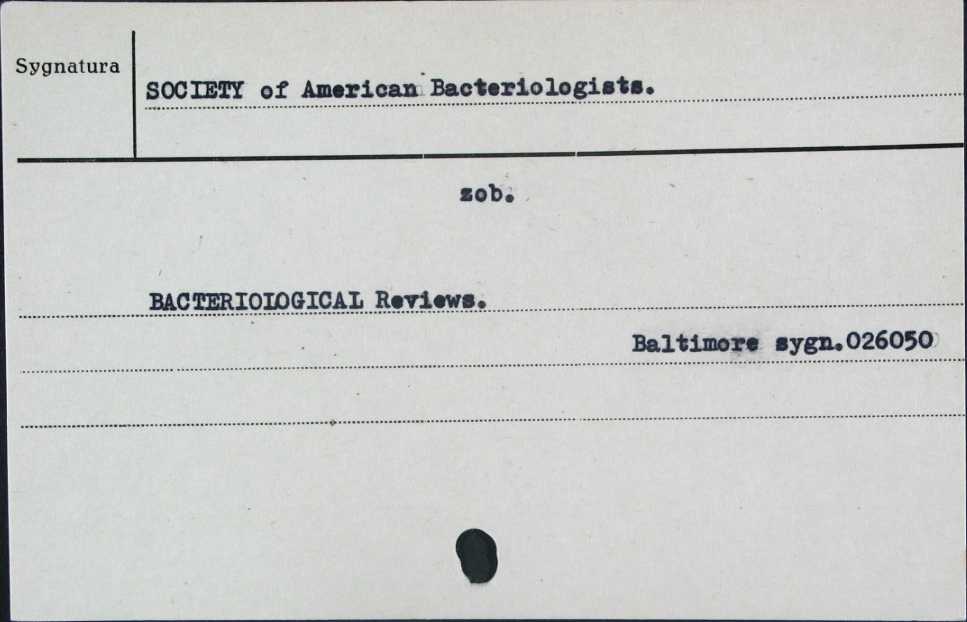 Sygnatura
SOCIETY of American Bacteriologists.
zob.
BACTERIOLOGICAL Reviews.
Baltimore sygn.026050